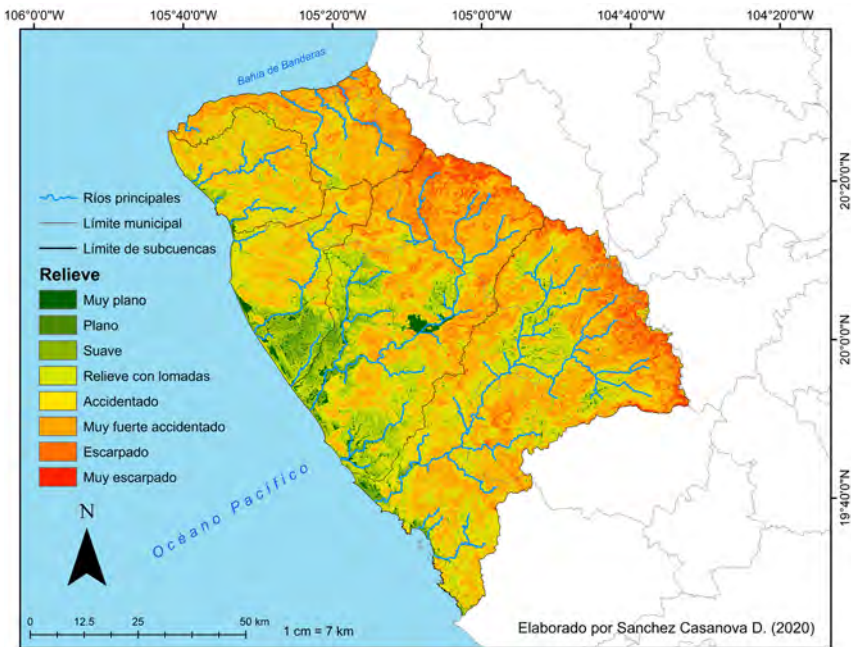 106°0'0"W 105°40'0"W 105°20'0"W 105°0'0"W 104°40'0"W 104°20'0"W
Bahía de Banderas
20°20'0"N
Ríos principales
Límite municipal
Límite de subcuencas
Relieve
Muy plano
Plano
Suave
20°0'0"N
Relieve con lomadas
Accidentado
Muy fuerte accidentado
Escarpado
Muy escarpado
Océano Pacífico
19°40'0"N
N
0 12.5 25 50 km
1 cm = 7 km
Elaborado por Sanchez Casanova D. (2020)